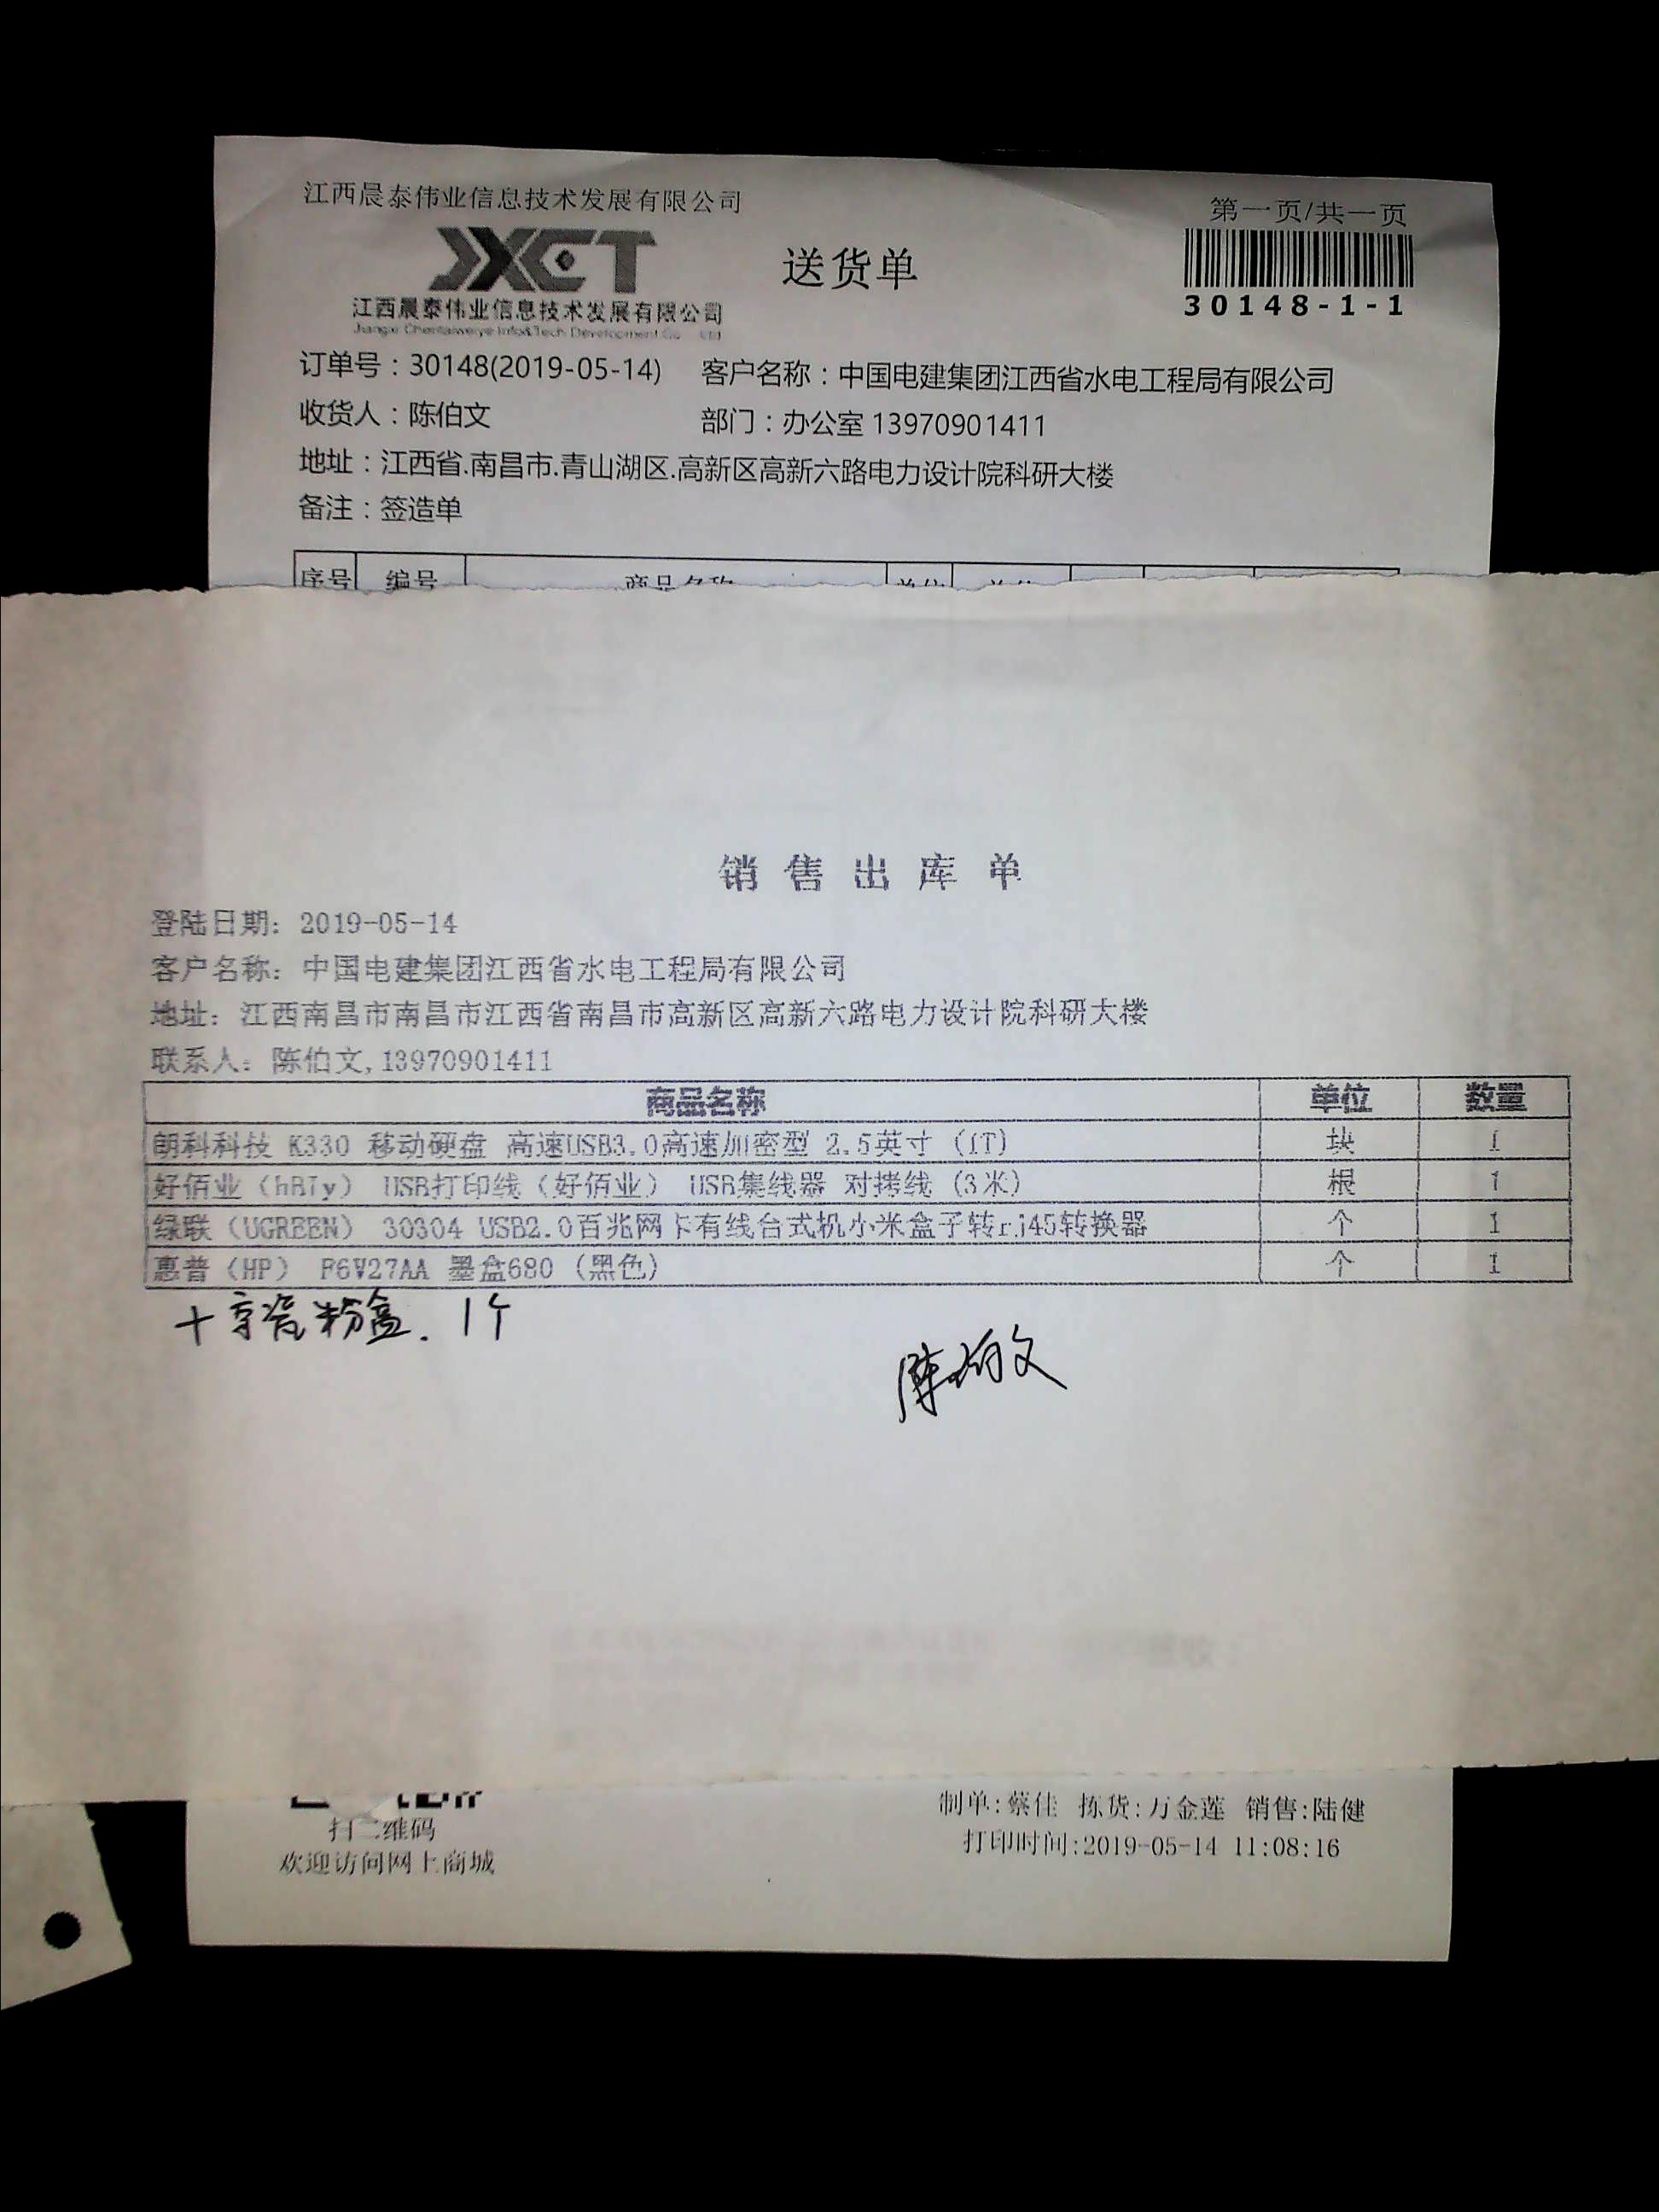 江西晨泰伟业信息技术发展有限公司
第一页/共一页
JXCT
送货单
江西晨泰伟业信息技术发展有限公司
30148-1-1
订单号：30148(2019-05-14) 客户名称：中国电建集团江西省水电工程局有限公司
收货人：陈伯文 部门：办公室 13970901411
地址：江西省.南昌市.青山湖区.高新区高新六路电力设计院科研大楼
备注：签造单
序号 编号 商品名称 单位
销售出库单
登陆日期：2019-05-14
客户名称：中国电建集团江西省水电工程局有限公司
地址：江西南昌市南昌市江西省南昌市高新区高新六路电力设计院科研大楼
联系人：陈伯文,13970901411
商品名称 单位 数量
朗科科技 K330 移动硬盘 高速USB3.0高速加密型 2.5英寸 (1T) 块 1
好佰业（hBIy） USB打印线（好佰业） USB集线器 对拷线 (3米) 根 1
绿联（UGREEN） 30304 USB2.0百兆网卡有线台式机小米盒子转rj45转换器 个 1
惠普（HP） F6V27AA 墨盒680（黑色） 个 1
粉盒. 1个
陈伯文
扫二维码
欢迎访问网上商城
制单:蔡佳 拣货:万金莲 销售:陆健
打印时间:2019-05-14 11:08:16